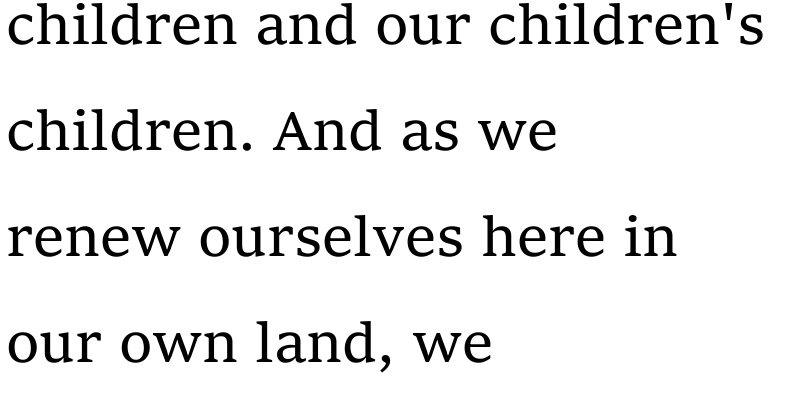 children and our children's
children. And as we
renew ourselves here in
our own land, we